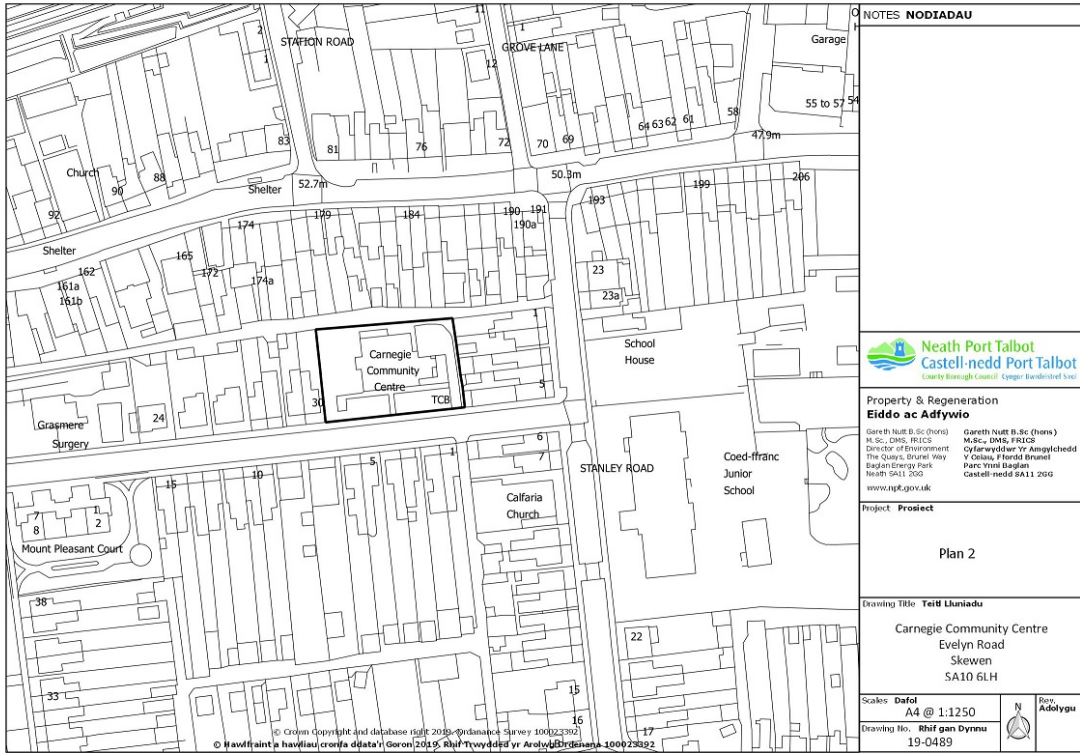 2
1
STATION ROAD
11
1
GROVE LANE
12
Garage
55 to 57
54
58
64 63 62 61
47.9m
83
81
76
72
70
69
Church
88
90
92
Shelter
52.7m
50.3m
199
206
193
Shelter
174
179
184
190
191
190a
165
162
172
174a
161a
161b
23
23a
1
School
House
Carnegie
Community
Centre
TCB
30
5
24
Grasmere
Surgery
6
7
1
5
10
15
STANLEY ROAD
Coed-ffranc
Junior
School
Calfaria
Church
7
8
1
2
Mount Pleasant Court
38
33
22
15
16
17
© Crown Copyright and database right 2019. Ordanance Survey 100023392
© Hawlfraint a hawliau cronfa ddata'r Goron 2019. Rhif Trwydded yr Arolwg Ordenans 100023392
NOTES NODIADAU
Neath Port Talbot
Castell-nedd Port Talbot
County Borough Council Cyngor Bwrdeistref Sirol
Property & Regeneration
Eiddo ac Adfywio
Gareth Nutt B.Sc (hons)
M.Sc., DMS, FRICS
Director of Environment
The Quays, Brunel Way
Baglan Energy Park
Neath SA11 2GG
Gareth Nutt B.Sc (hons)
M.Sc., DMS, FRICS
Cyfarwyddwr Yr Amgylchedd
Y Ceiau, Ffordd Brunel
Parc Ynni Baglan
Castell-nedd SA11 2GG
www.npt.gov.uk
Project Prosiect
Plan 2
Drawing Title Teitl Lluniadu
Carnegie Community Centre
Evelyn Road
Skewen
SA10 6LH
Scales Dafol
A4 @ 1:1250
N
Rev.
Adolygu
Drawing No. Rhif gan Dynnu
19-0489